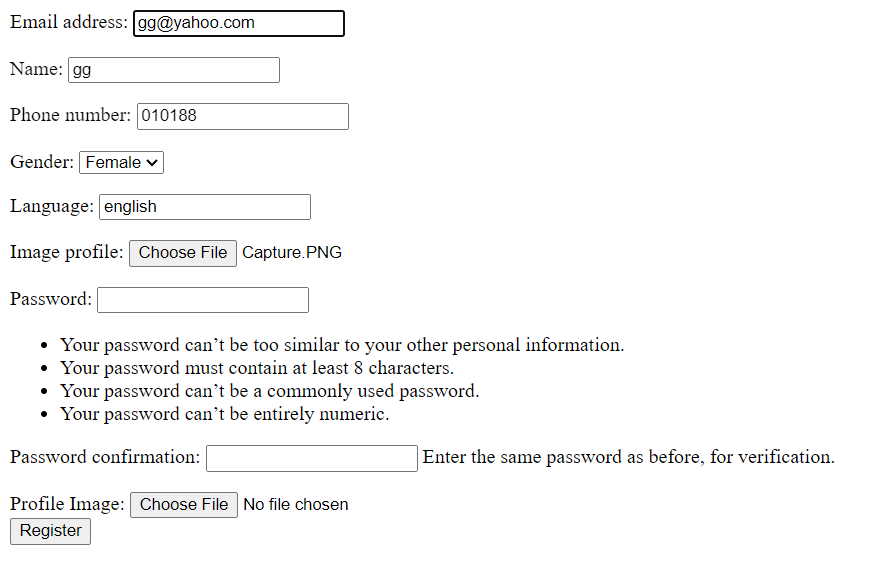 Email address: gg@yahoo.com
Name: gg
Phone number: 010188
Gender: Female
Language: english
Image profile: Choose File Capture.PNG
Password:
• Your password can’t be too similar to your other personal information.
• Your password must contain at least 8 characters.
• Your password can’t be a commonly used password.
• Your password can’t be entirely numeric.
Password confirmation: Enter the same password as before, for verification.
Profile Image: Choose File No file chosen
Register